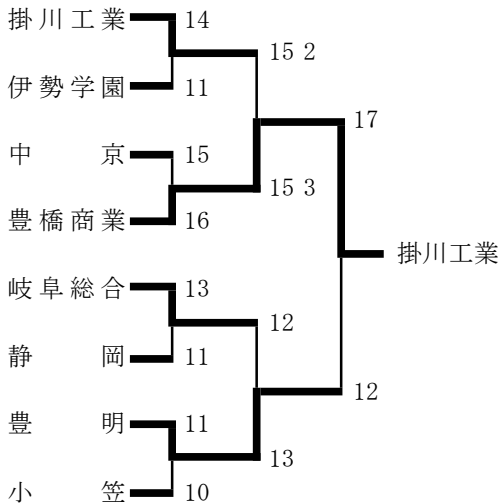 掛川工業 14
15 2
伊勢学園 11
17
中京 15
15 3
豊橋商業 16
掛川工業
岐阜総合 13
12
静岡 11
12
豊明 11
13
小笠 10